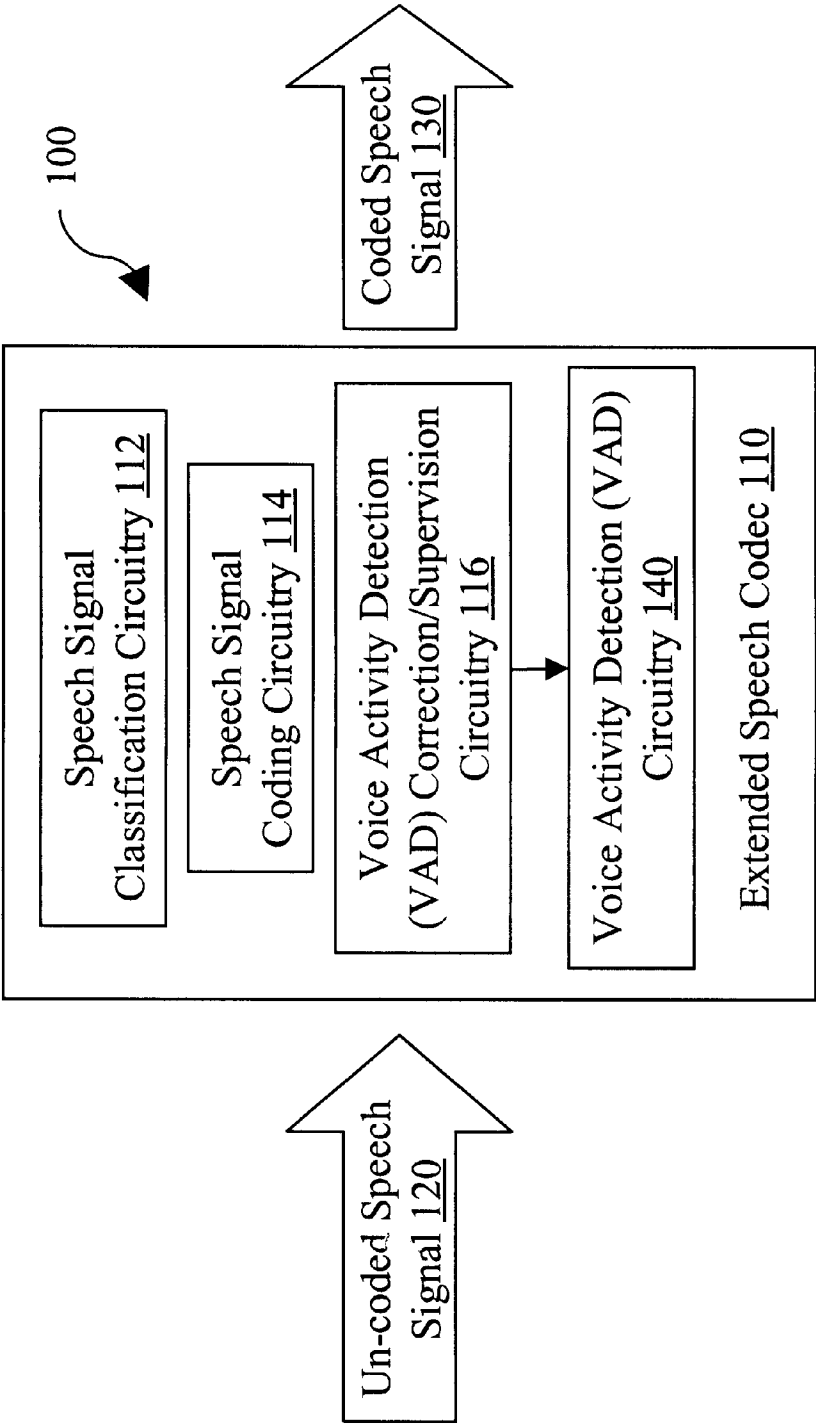 100
Un-coded Speech
Signal 120
Speech Signal
Classification Circuitry 112
Speech Signal
Coding Circuitry 114
Voice Activity Detection
(VAD) Correction/Supervision
Circuitry 116
Voice Activity Detection (VAD)
Circuitry 140
Extended Speech Codec 110
Coded Speech
Signal 130